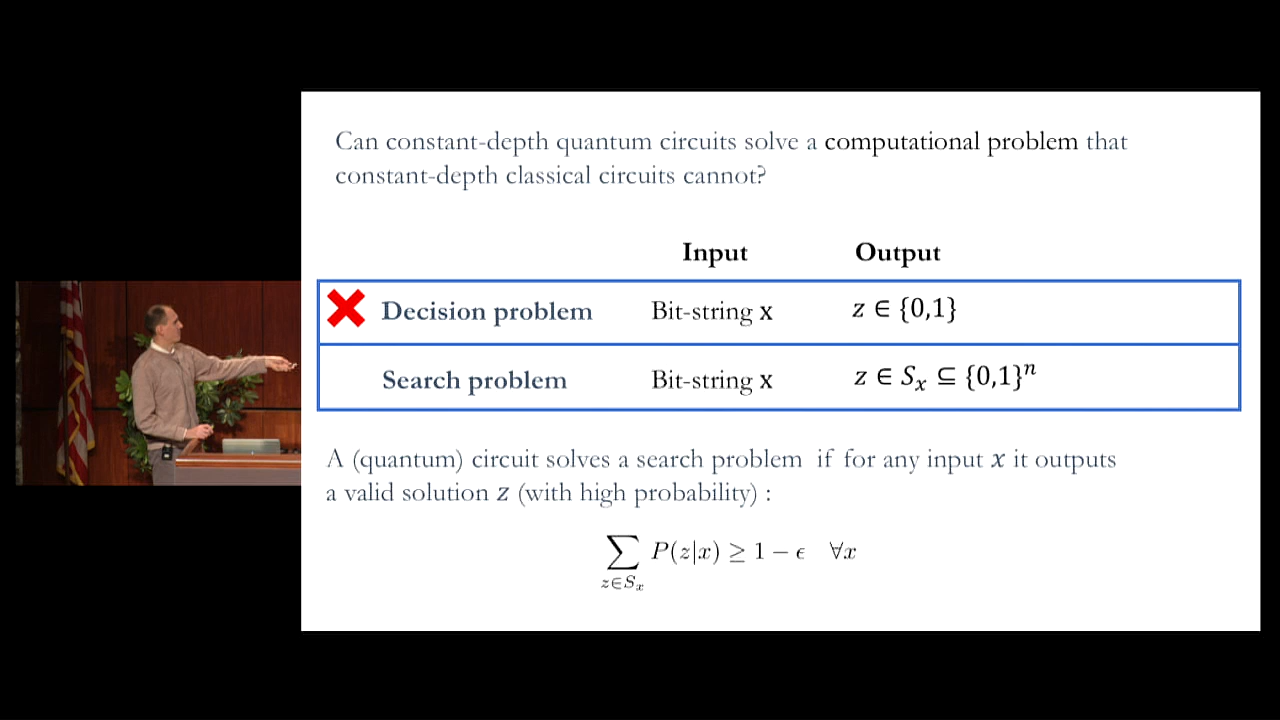 Can constant-depth quantum circuits solve a computational problem that
constant-depth classical circuits cannot?
Input Output
Decision problem Bit-string x z ∈ {0,1}
Search problem Bit-string x z ∈ Sₓ ⊆ {0,1}ⁿ
A (quantum) circuit solves a search problem if for any input x it outputs
a valid solution z (with high probability) :
∑ P(z|x) ≥ 1 − ϵ ∀x
z∈Sₓ